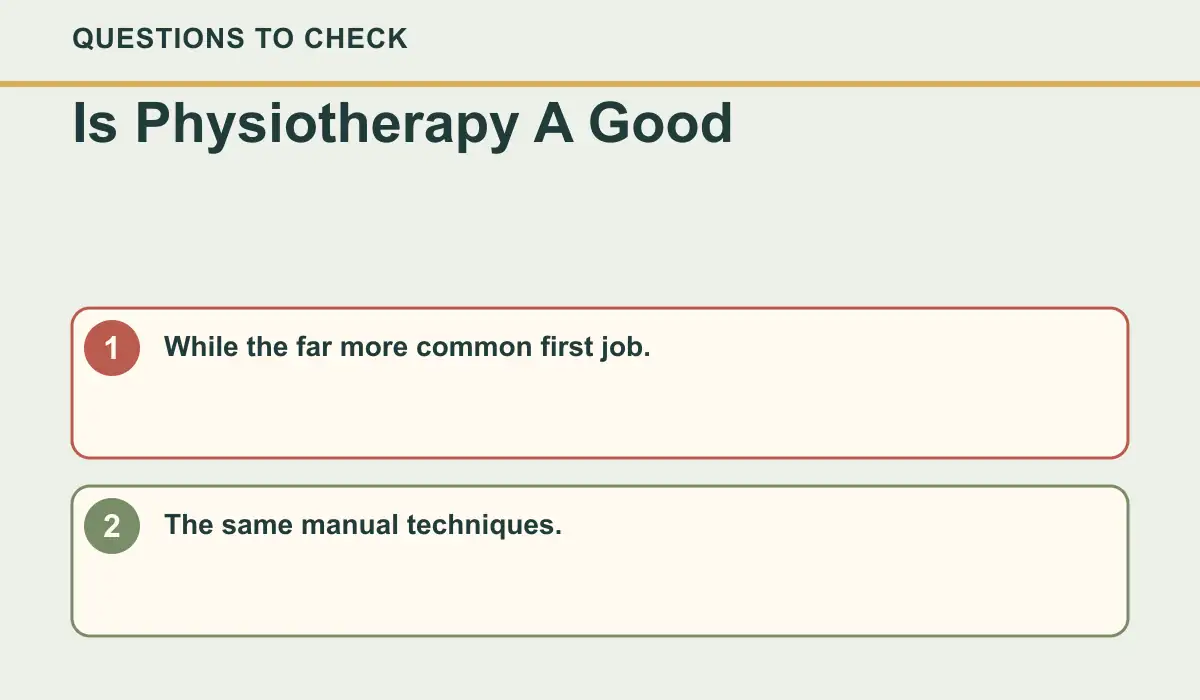 QUESTIONS TO CHECK
Is Physiotherapy A Good
1
While the far more common first job.
2
The same manual techniques.